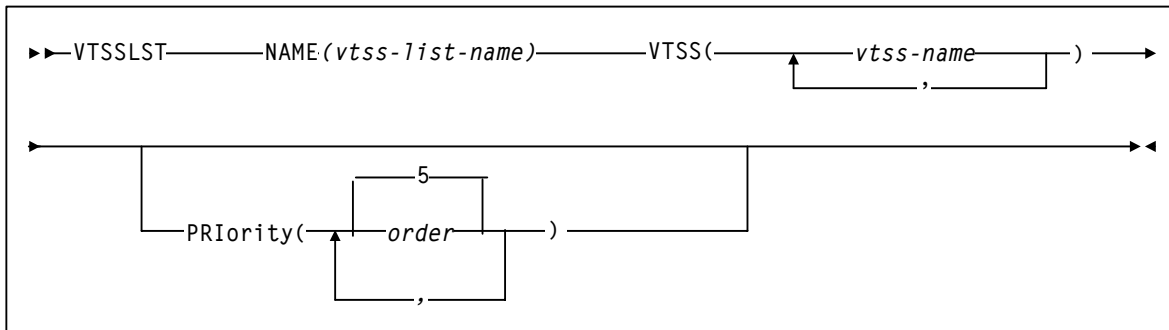 VTSSLST NAME(vtss-list-name) VTSS( vtss-name )
,
5
PRIority( order )
,